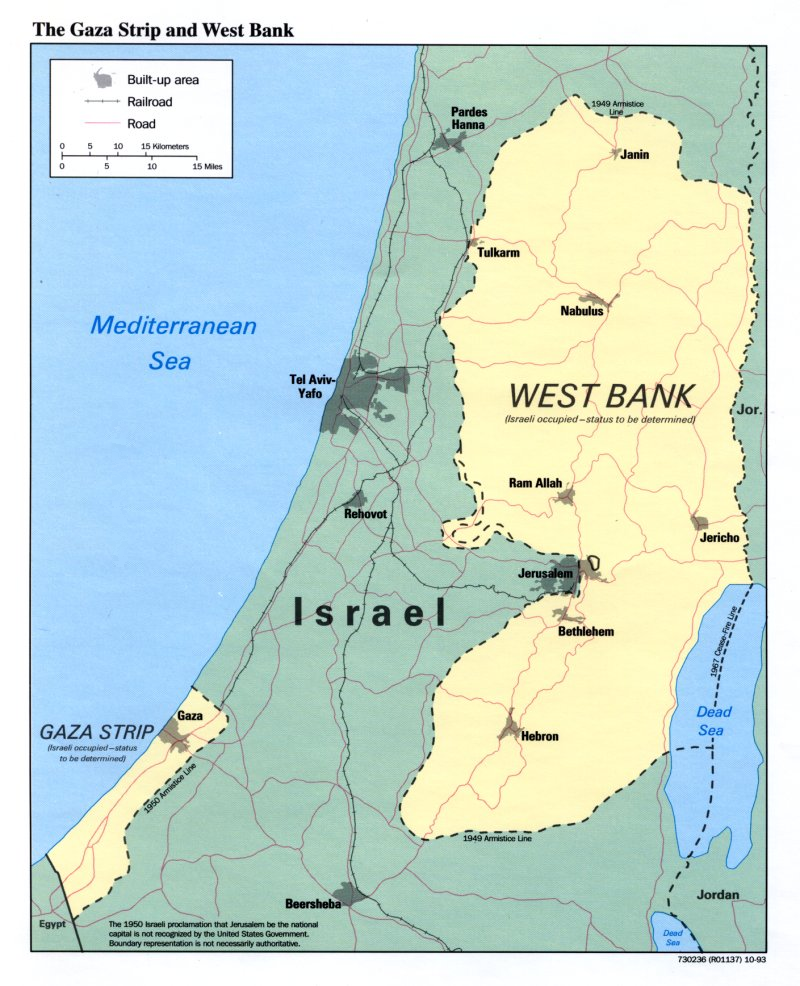 The Gaza Strip and West Bank
Built-up area
Railroad
Road
0 5 10 15 Kilometers
0 5 10 15 Miles
1949 Armistice
Line
Pardes
Hanna
Janin
Tulkarm
Nabulus
Mediterranean
Sea
Tel Aviv-
Yafo
WEST BANK
(Israeli occupied—status to be determined)
Jor.
Ram Allah
Rehovot
Jericho
Jerusalem
Israel
Bethlehem
1967 Cease-Fire Line
Dead
Sea
Gaza
GAZA STRIP
(Israeli occupied—status
to be determined)
Hebron
1950 Armistice Line
1949 Armistice Line
Beersheba
Jordan
Egypt
The 1950 Israeli proclamation that Jerusalem be the national
capital is not recognized by the United States Government.
Boundary representation is not necessarily authoritative.
Dead
Sea
730236 (R01137) 10-93